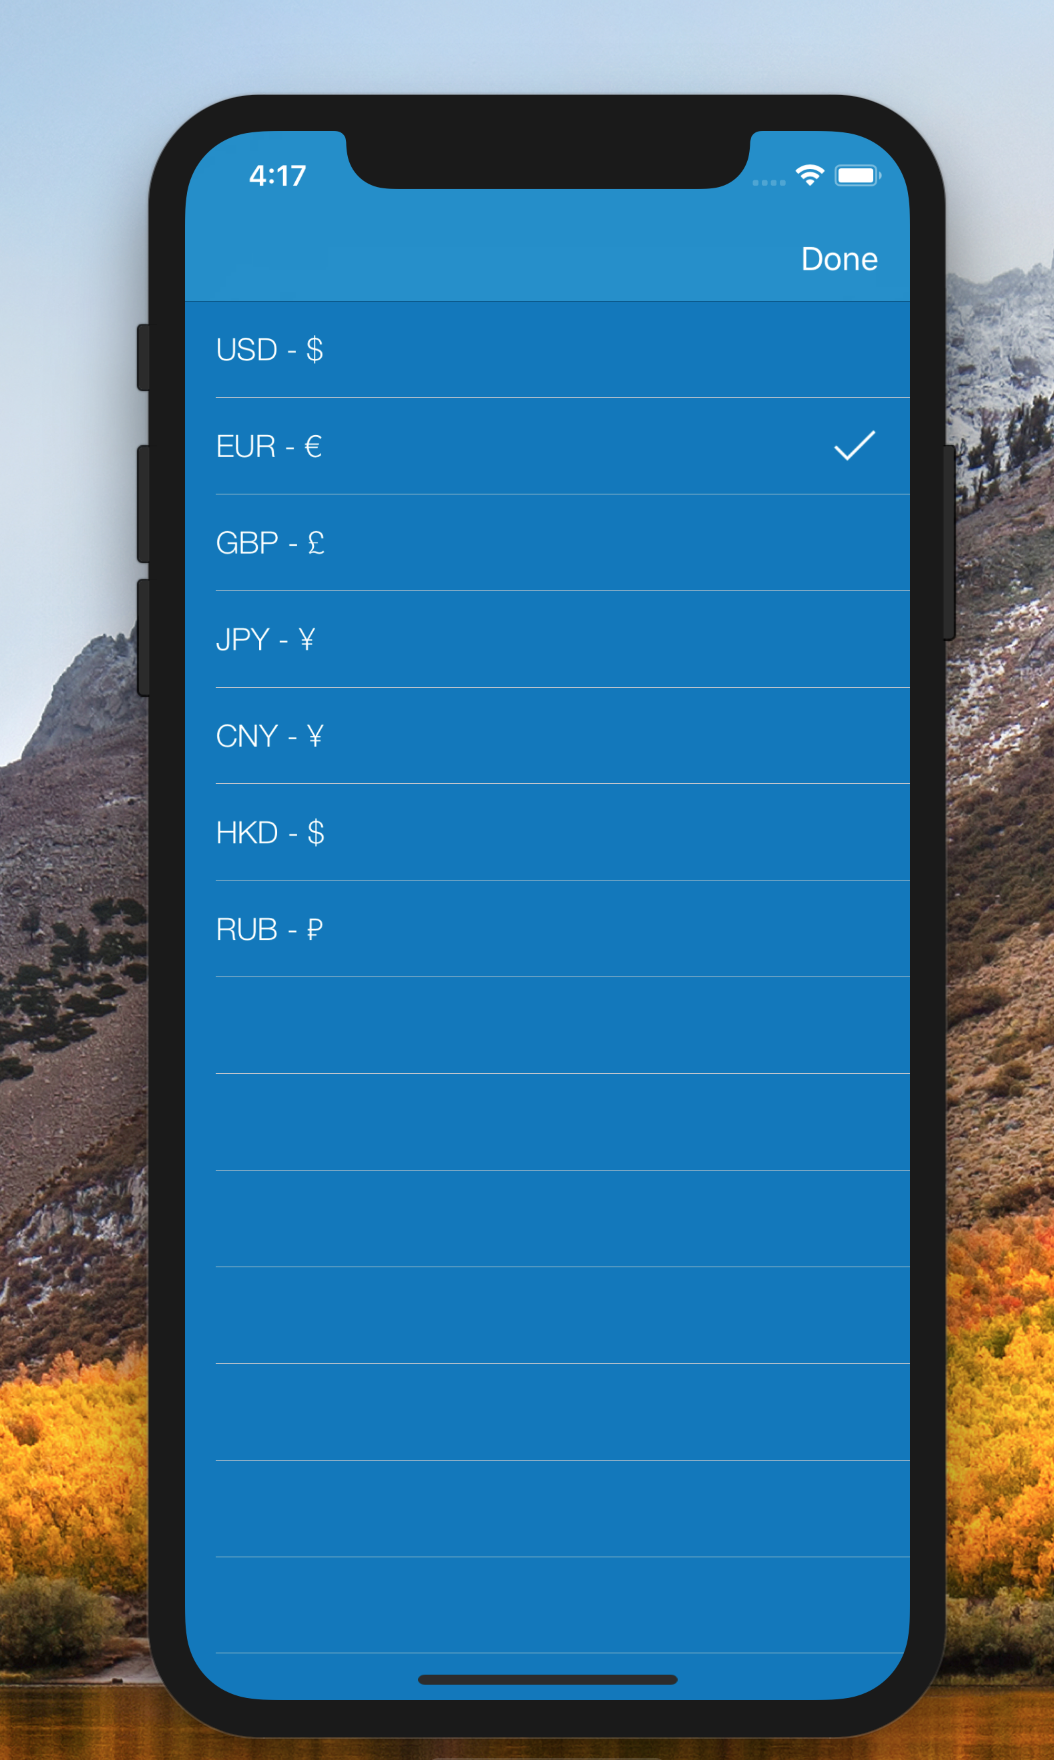 4:17
Done
USD - $
EUR - €
GBP - £
JPY - ¥
CNY - ¥
HKD - $
RUB - ₽